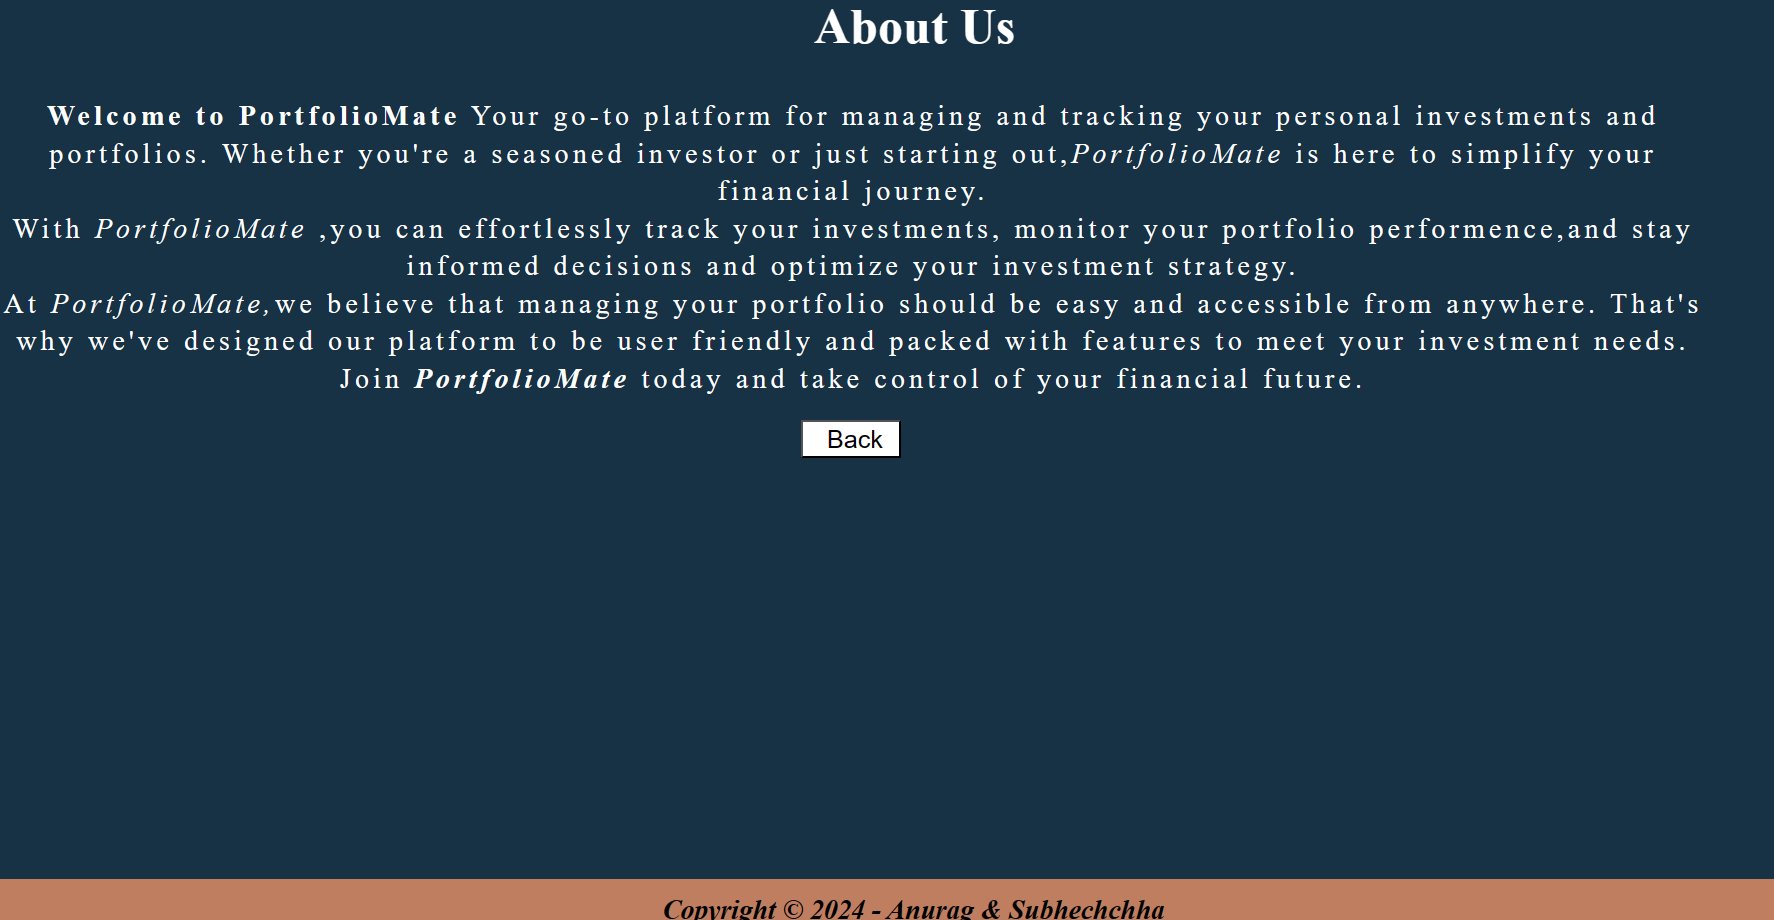 About Us
Welcome to PortfolioMate Your go-to platform for managing and tracking your personal investments and
portfolios. Whether you're a seasoned investor or just starting out,PortfolioMate is here to simplify your
financial journey.
With PortfolioMate ,you can effortlessly track your investments, monitor your portfolio performence,and stay
informed decisions and optimize your investment strategy.
At PortfolioMate,we believe that managing your portfolio should be easy and accessible from anywhere. That's
why we've designed our platform to be user friendly and packed with features to meet your investment needs.
Join PortfolioMate today and take control of your financial future.
Back
Copyright © 2024 - Anurag & Subhechchha